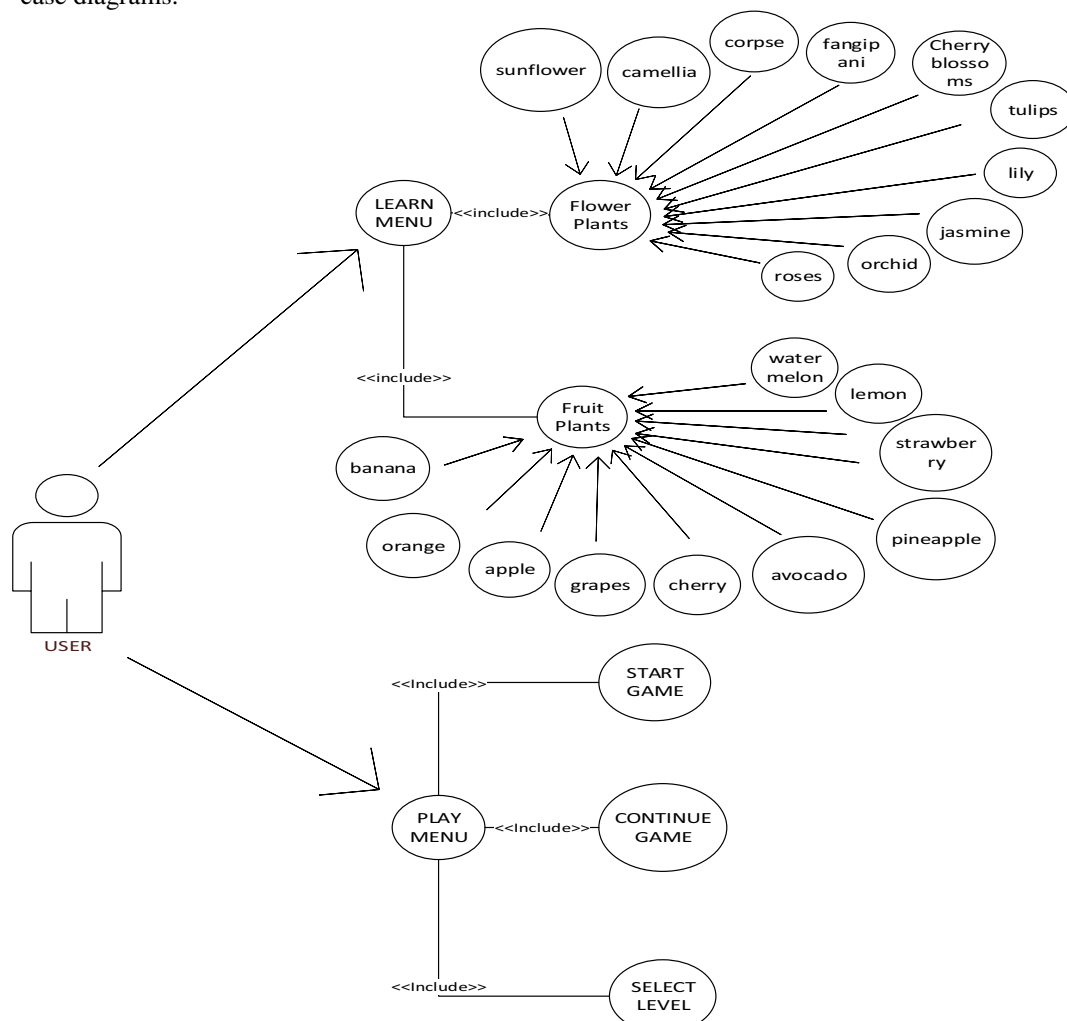 case diagrams.
sunflower
camellia
corpse
fangip
ani
Cherry
blosso
ms
tulips
lily
jasmine
orchid
roses
LEARN
MENU
<<include>>
Flower
Plants
<<include>>
Fruit
Plants
water
melon
lemon
strawber
ry
pineapple
avocado
cherry
grapes
apple
orange
banana
USER
<<Include>>
START
GAME
PLAY
MENU
<<Include>>
CONTINUE
GAME
<<Include>>
SELECT
LEVEL